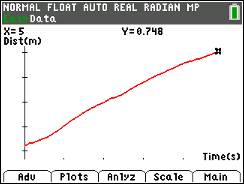 NORMAL FLOAT AUTO REAL RADIAN MP
Data
X=5 Y=0.748
Dist(m)
Time(s)
Adv Plots Anlyz Scale Main